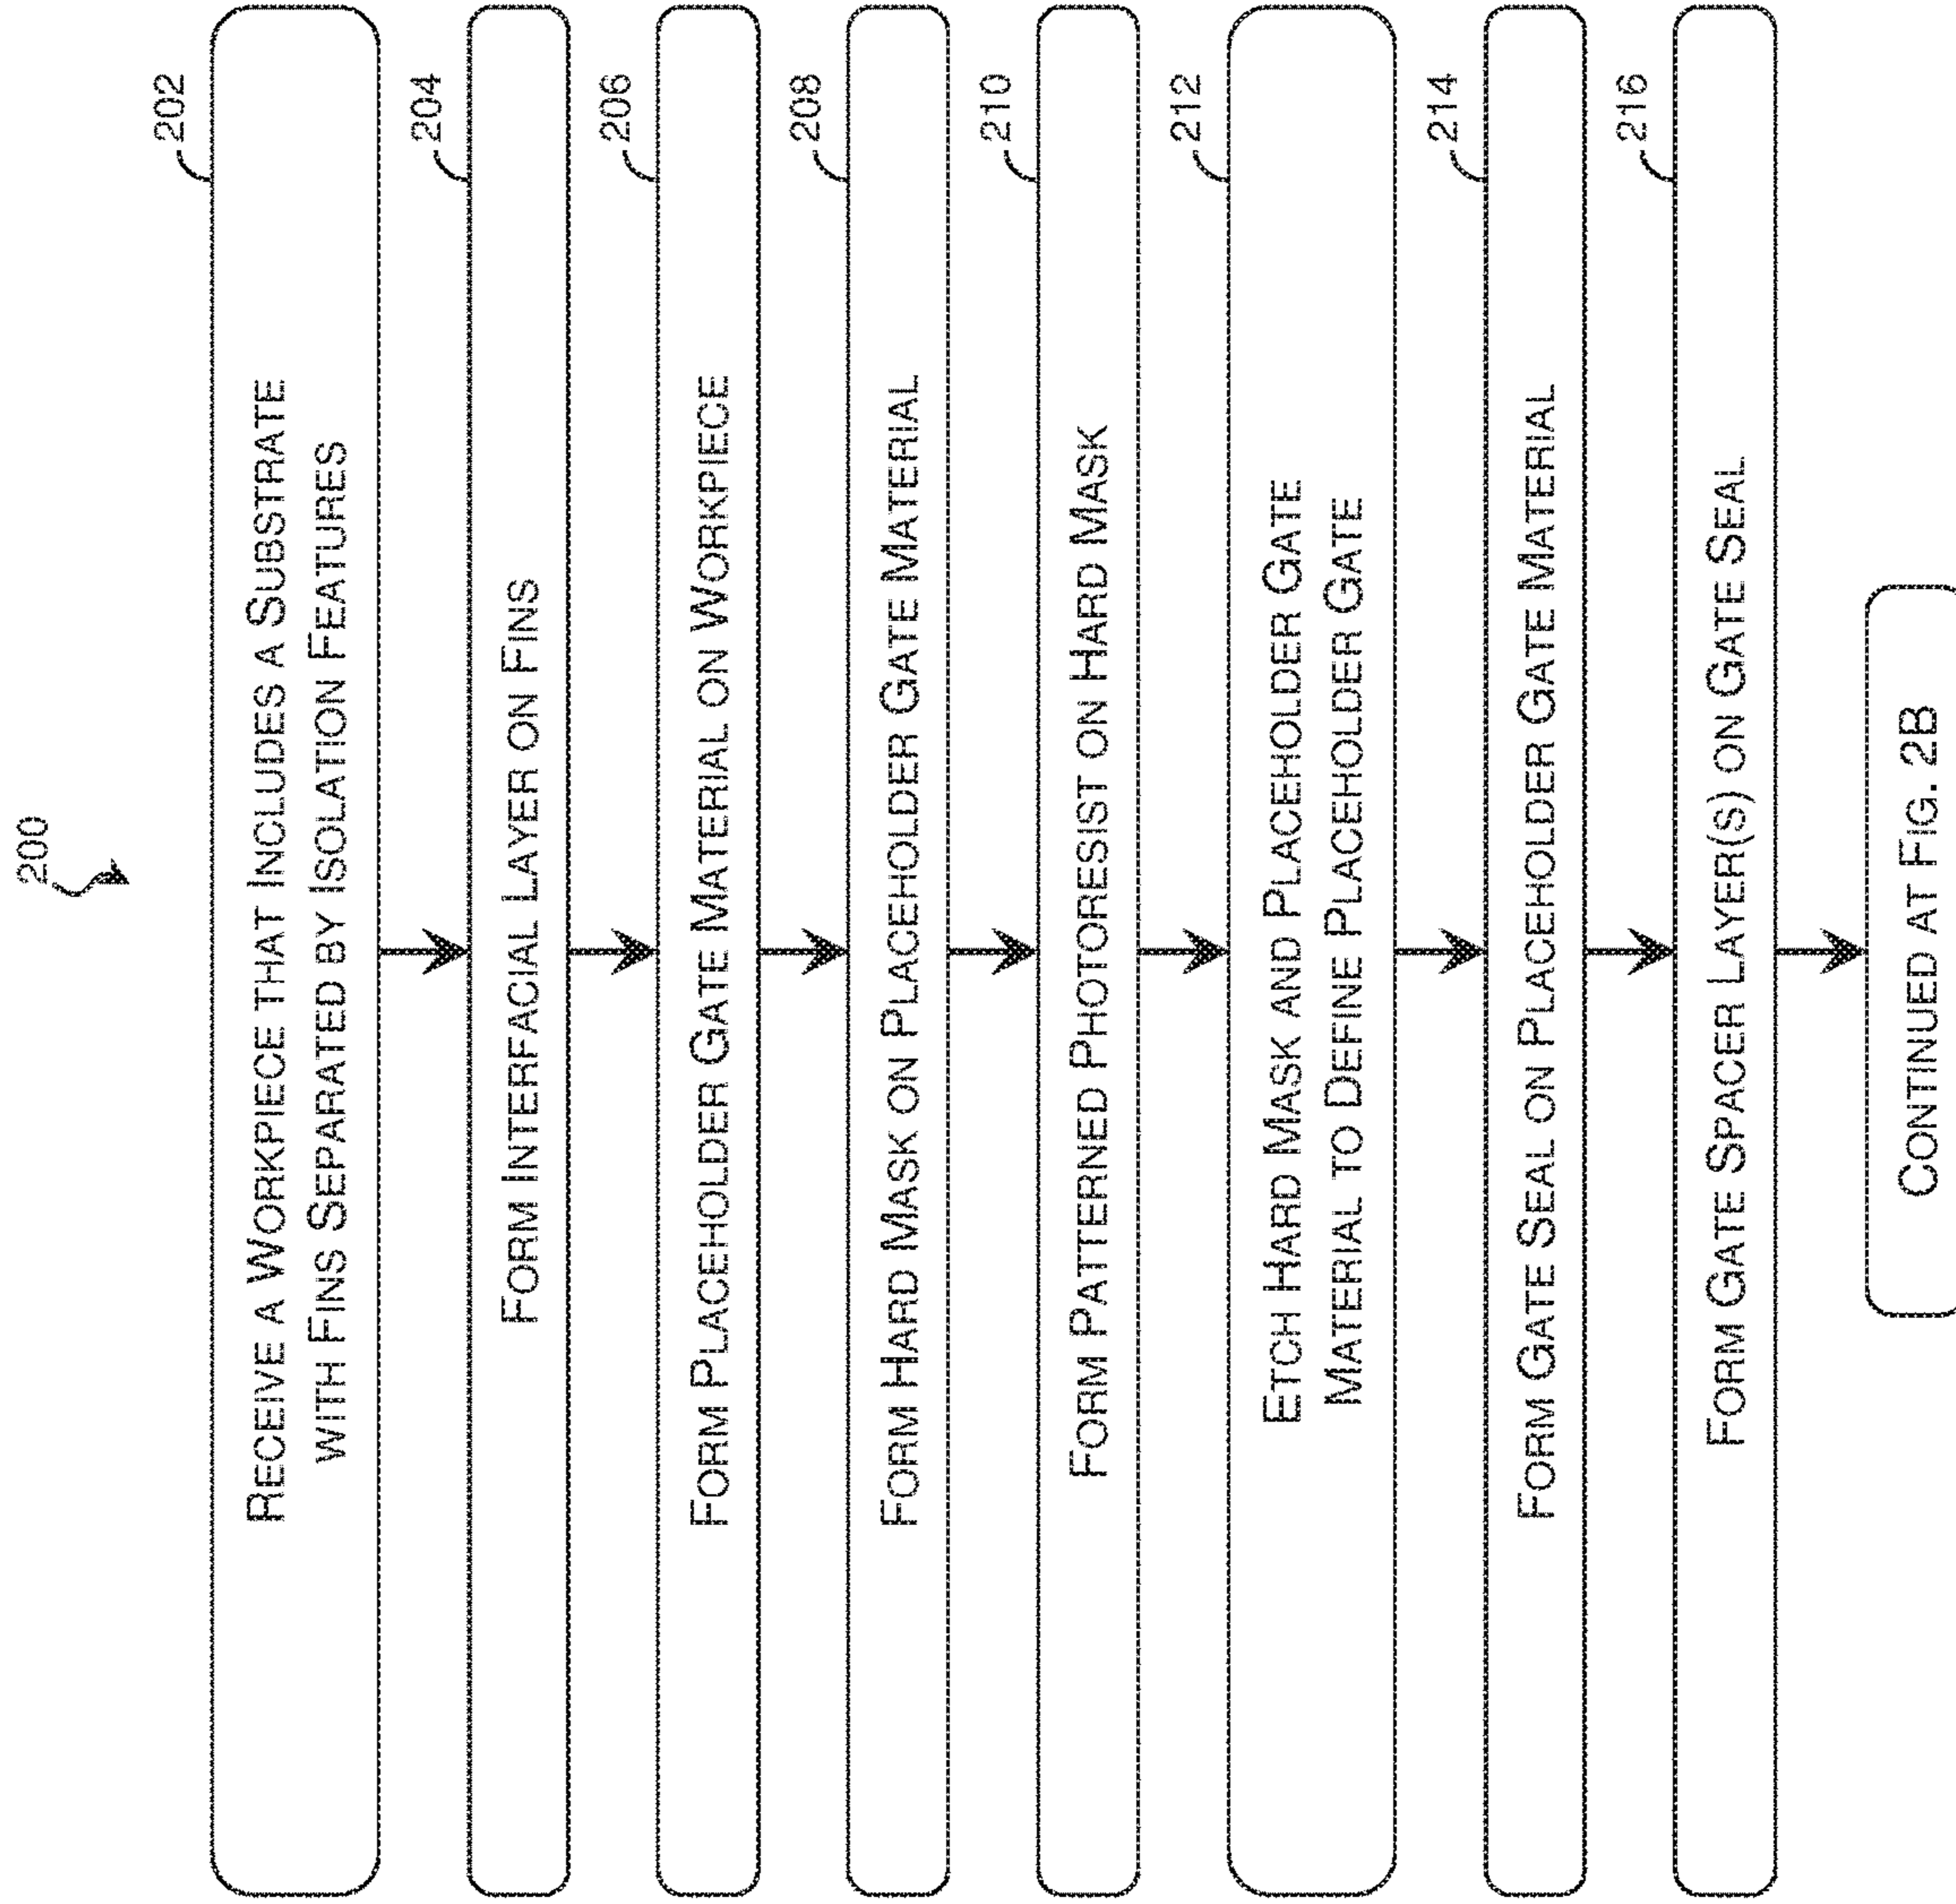 200
202
RECEIVE A WORKPIECE THAT INCLUDES A SUBSTRATE
WITH FINS SEPARATED BY ISOLATION FEATURES
204
FORM INTERFACIAL LAYER ON FINS
206
FORM PLACEHOLDER GATE MATERIAL ON WORKPIECE
208
FORM HARD MASK ON PLACEHOLDER GATE MATERIAL
210
FORM PATTERNED PHOTORESIST ON HARD MASK
212
ETCH HARD MASK AND PLACEHOLDER GATE
MATERIAL TO DEFINE PLACEHOLDER GATE
214
FORM GATE SEAL ON PLACEHOLDER GATE MATERIAL
216
FORM GATE SPACER LAYER(S) ON GATE SEAL
CONTINUED AT FIG. 2B